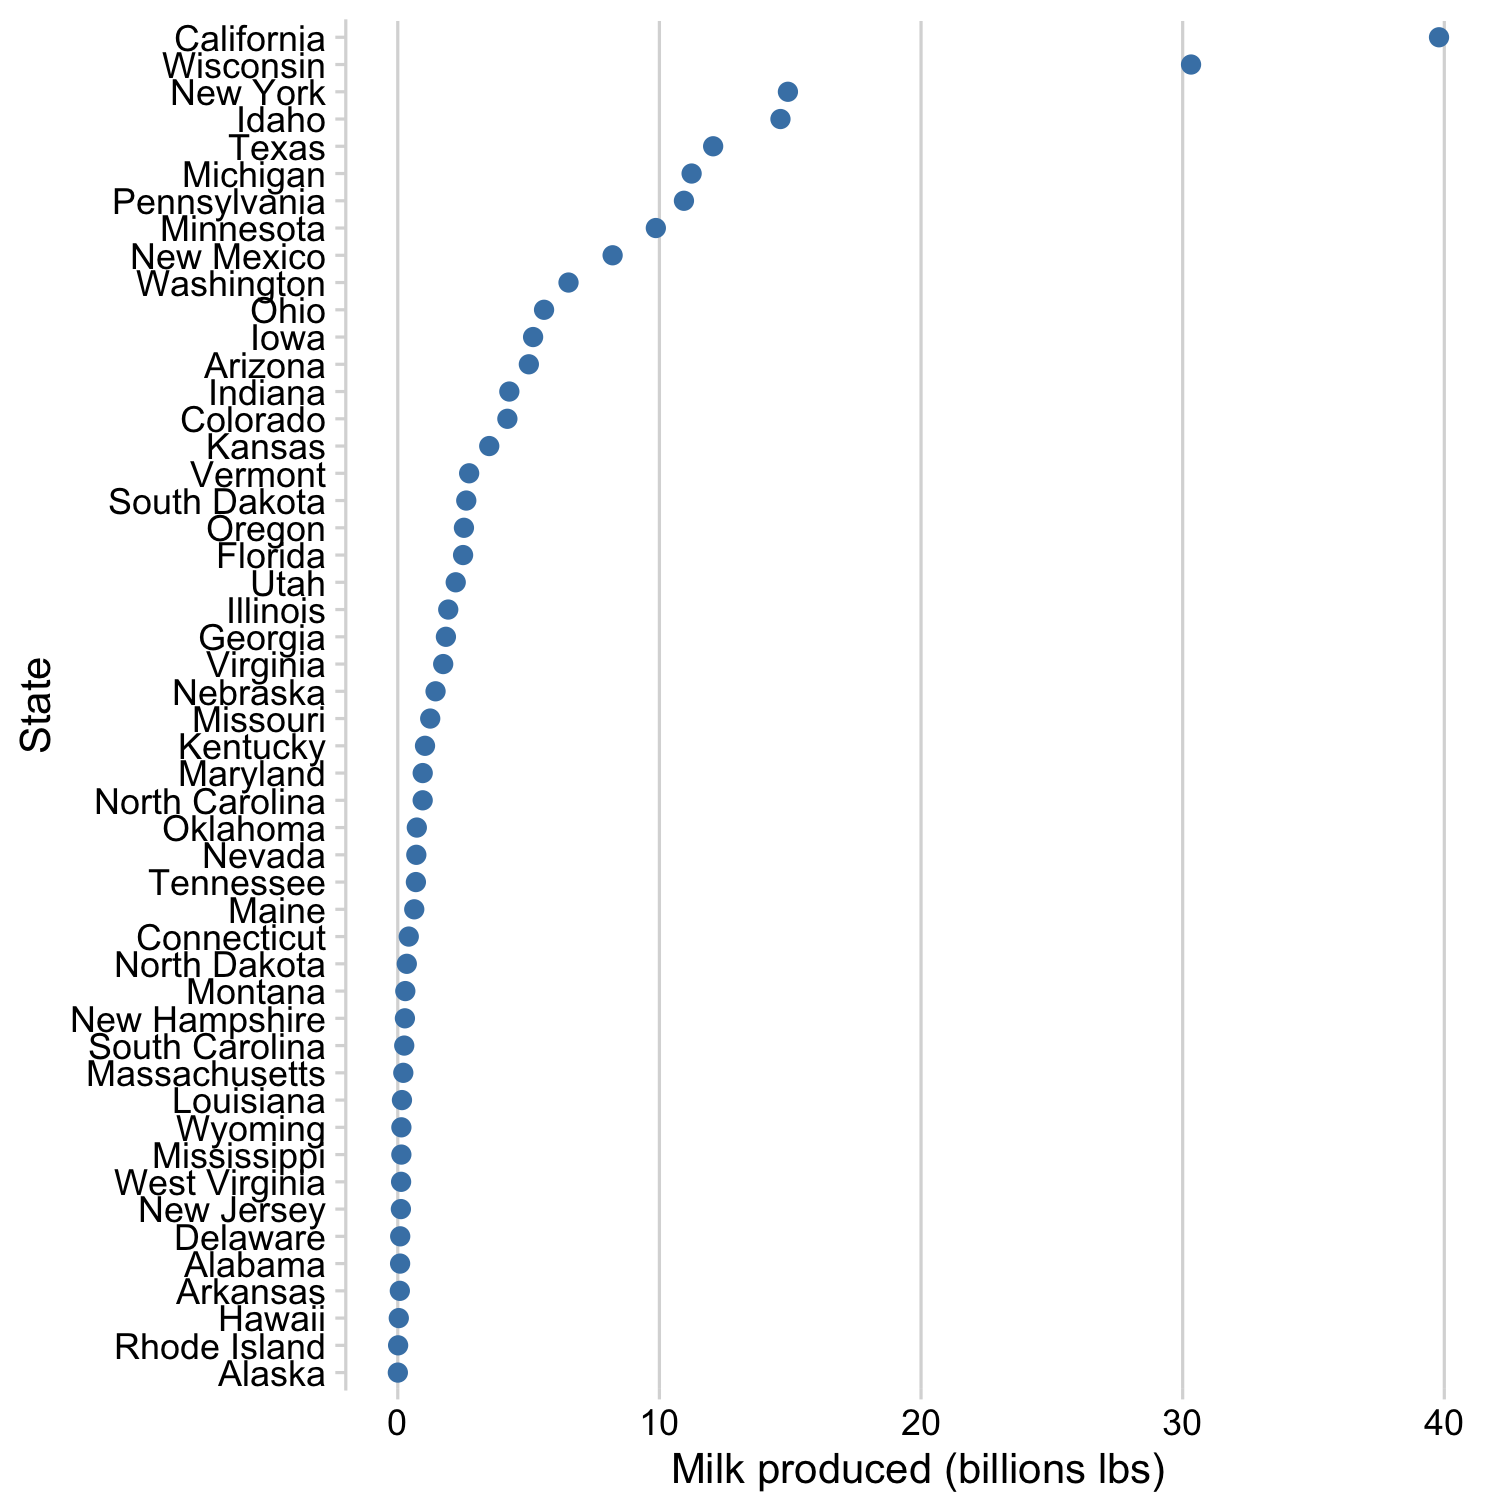 California
Wisconsin
New York
Idaho
Texas
Michigan
Pennsylvania
Minnesota
New Mexico
Washington
Ohio
Iowa
Arizona
Indiana
Colorado
Kansas
Vermont
South Dakota
Oregon
Florida
Utah
Illinois
Georgia
Virginia
Nebraska
Missouri
Kentucky
Maryland
North Carolina
Oklahoma
Nevada
Tennessee
Maine
Connecticut
North Dakota
Montana
New Hampshire
South Carolina
Massachusetts
Louisiana
Wyoming
Mississippi
West Virginia
New Jersey
Delaware
Alabama
Arkansas
Hawaii
Rhode Island
Alaska
State
0 10 20 30 40
Milk produced (billions lbs)